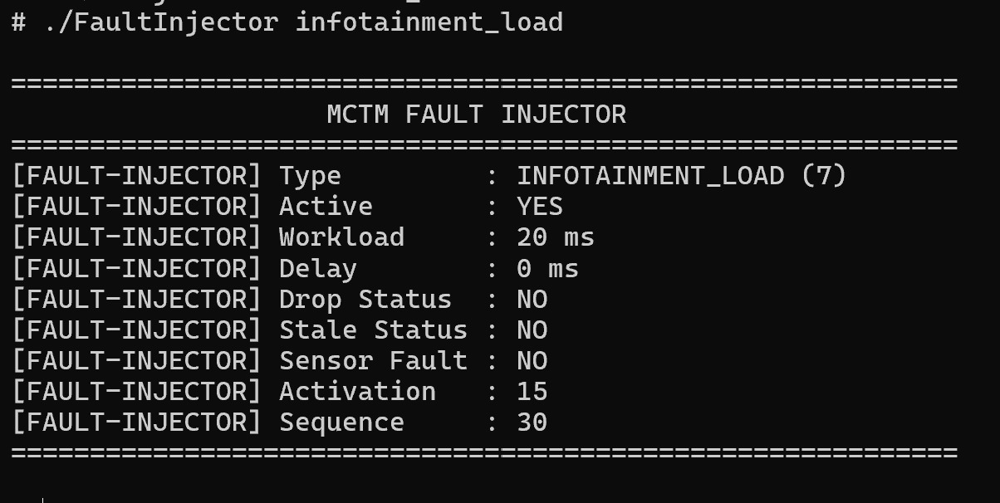 # ./FaultInjector infotainment_load
=============================================================
MCTM FAULT INJECTOR
=============================================================
[FAULT-INJECTOR] Type         : INFOTAINMENT_LOAD (7)
[FAULT-INJECTOR] Active       : YES
[FAULT-INJECTOR] Workload     : 20 ms
[FAULT-INJECTOR] Delay        : 0 ms
[FAULT-INJECTOR] Drop Status  : NO
[FAULT-INJECTOR] Stale Status : NO
[FAULT-INJECTOR] Sensor Fault : NO
[FAULT-INJECTOR] Activation   : 15
[FAULT-INJECTOR] Sequence     : 30
=============================================================